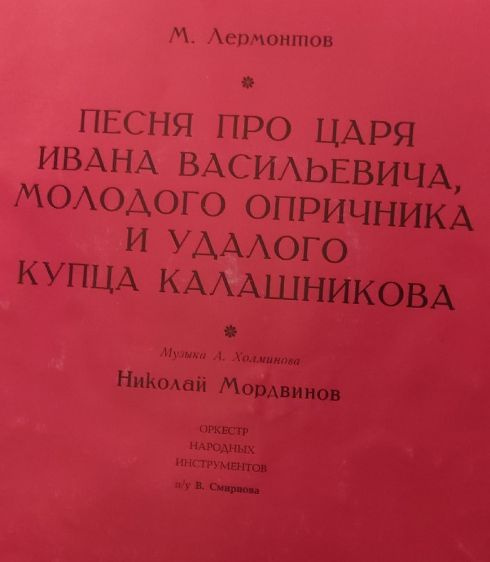 М. Лермонтов
ПЕСНЯ ПРО ЦАРЯ
ИВАНА ВАСИЛЬЕВИЧА,
МОЛОДОГО ОПРИЧНИКА
И УДАЛОГО
КУПЦА КАЛАШНИКОВА
Музыка А. Холминова
Николай Мордвинов
ОРКЕСТР
НАРОДНЫХ
ИНСТРУМЕНТОВ
п/у В. Смирнова